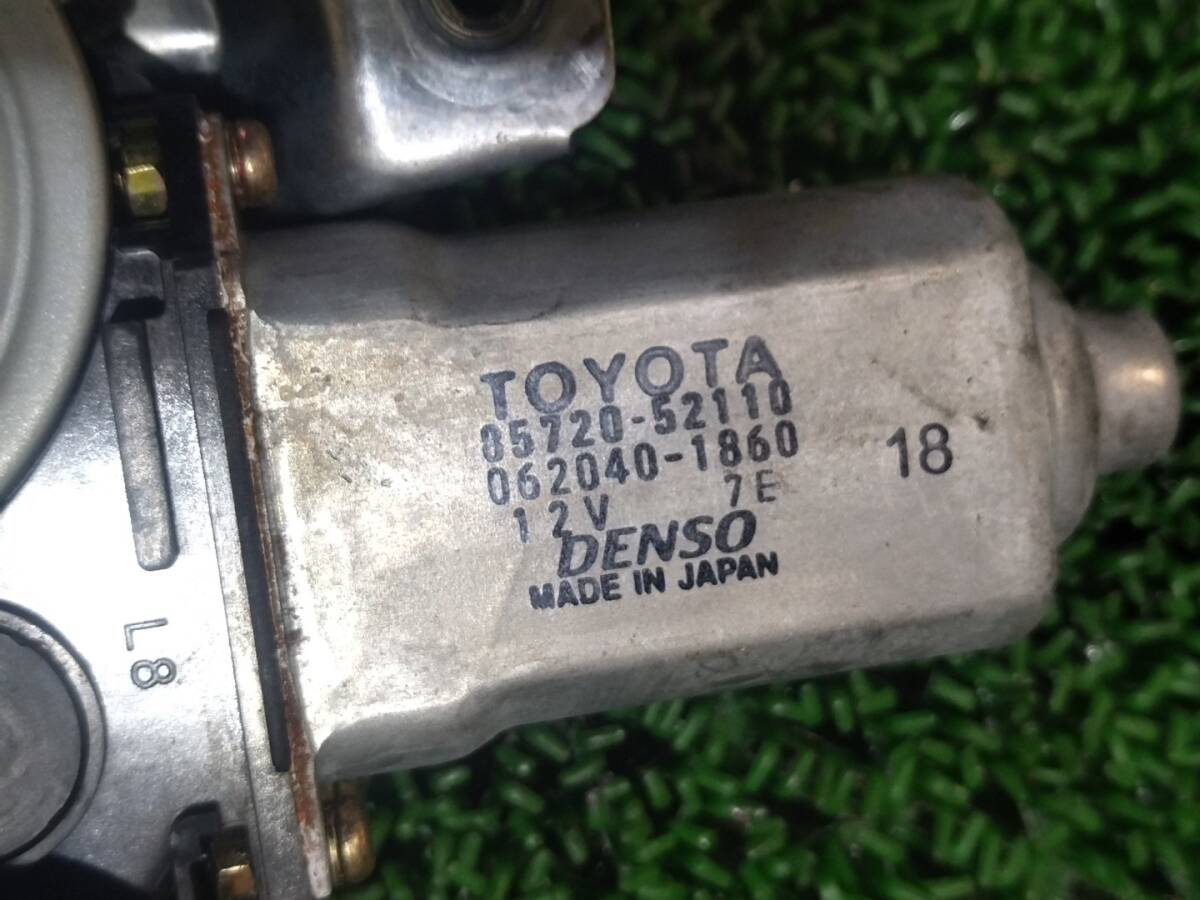 TOYOTA
85720-52110
062040-1860
12V 7E
DENSO
MADE IN JAPAN
18
L8